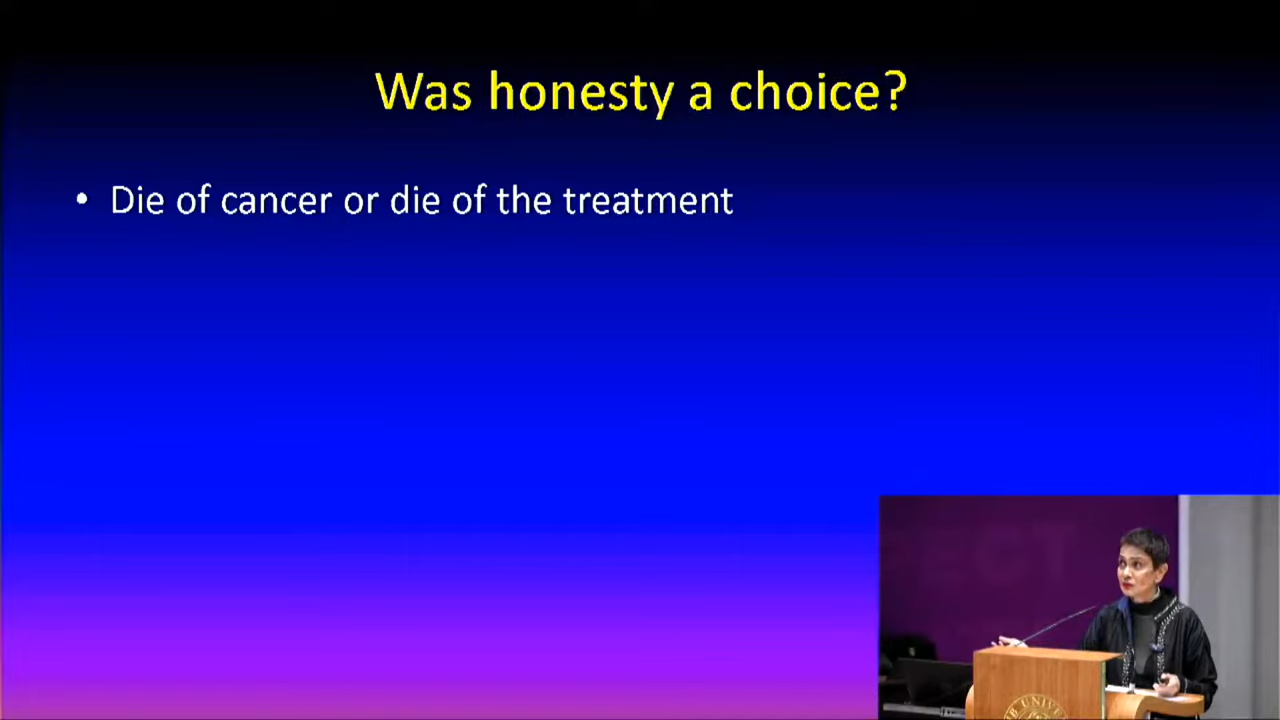 Was honesty a choice?
• Die of cancer or die of the treatment